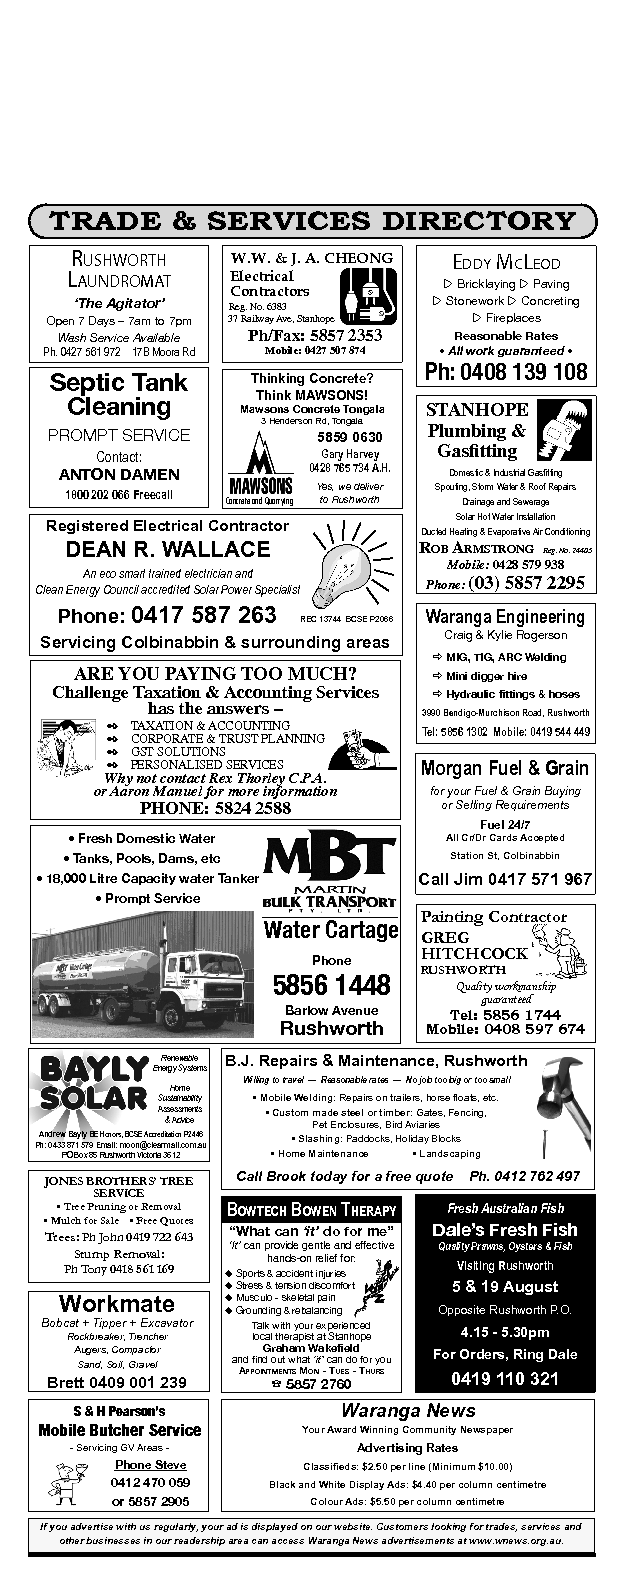 TRADE & SERVICES DIRECTORY
RUSHWORTH
LAUNDROMAT
'The Agitator'
Open 7 Days – 7am to 7pm
Wash Service Available
Ph. 0427 561 972 17B Moora Rd
W.W. & J. A. CHEONG
Electrical
Contractors
Reg. No. 6383
37 Railway Ave, Stanhope
Ph/Fax: 5857 2353
Mobile: 0427 507 874
EDDY MCLEOD
▷ Bricklaying ▷ Paving
▷ Stonework ▷ Concreting
▷ Fireplaces
Reasonable Rates
• All work guaranteed •
Ph: 0408 139 108
Septic Tank
Cleaning
PROMPT SERVICE
Contact:
ANTON DAMEN
1800 202 066 Freecall
Thinking Concrete?
Think MAWSONS!
Mawsons Concrete Tongala
3 Henderson Rd, Tongala
5859 0630
Gary Harvey
0428 765 734 A.H.
MAWSONS
Concrete and Quarrying
Yes, we deliver
to Rushworth
STANHOPE
Plumbing &
Gasfitting
Domestic & Industrial Gasfitting
Spouting, Storm Water & Roof Repairs
Drainage and Sewerage
Solar Hot Water Installation
Ducted Heating & Evaporative Air Conditioning
ROB ARMSTRONG Reg. No. 24405
Mobile: 0428 579 938
Phone: (03) 5857 2295
Registered Electrical Contractor
DEAN R. WALLACE
An eco smart trained electrician and
Clean Energy Council accredited Solar Power Specialist
Phone: 0417 587 263
REC 13744 BCSE P2066
Servicing Colbinabbin & surrounding areas
Waranga Engineering
Craig & Kylie Rogerson
⇨ MIG, TIG, ARC Welding
⇨ Mini digger hire
⇨ Hydraulic fittings & hoses
3990 Bendigo-Murchison Road, Rushworth
Tel: 5856 1302 Mobile: 0419 544 449
ARE YOU PAYING TOO MUCH?
Challenge Taxation & Accounting Services
has the answers –
TAXATION & ACCOUNTING
CORPORATE & TRUST PLANNING
GST SOLUTIONS
PERSONALISED SERVICES
Why not contact Rex Thorley C.P.A.
or Aaron Manuel for more information
PHONE: 5824 2588
Morgan Fuel & Grain
for your Fuel & Grain Buying
or Selling Requirements
Fuel 24/7
All Cr/Dr Cards Accepted
Station St, Colbinabbin
Call Jim 0417 571 967
• Fresh Domestic Water
• Tanks, Pools, Dams, etc
• 18,000 Litre Capacity water Tanker
• Prompt Service
MBT
MARTIN
BULK TRANSPORT
PTY. LTD.
Water Cartage
Phone
5856 1448
Barlow Avenue
Rushworth
Painting Contractor
GREG
HITCHCOCK
RUSHWORTH
Quality workmanship
guaranteed
Tel: 5856 1744
Mobile: 0408 597 674
BAYLY
SOLAR
Renewable
Energy Systems
Home
Sustainability
Assessments
& Advice
Andrew Bayly BE Honors, BCSE Accreditation P2446
Ph: 0433 871 579 Email: moon@clearmail.com.au
PO Box 85 Rushworth Victoria 3612
B.J. Repairs & Maintenance, Rushworth
Willing to travel — Reasonable rates — No job too big or too small
• Mobile Welding: Repairs on trailers, horse floats, etc.
• Custom made steel or timber: Gates, Fencing,
Pet Enclosures, Bird Aviaries
• Slashing: Paddocks, Holiday Blocks
• Home Maintenance • Landscaping
Call Brook today for a free quote Ph. 0412 762 497
JONES BROTHERS' TREE
SERVICE
• Tree Pruning or Removal
• Mulch for Sale • Free Quotes
Trees: Ph John 0419 722 643
Stump Removal:
Ph Tony 0418 561 169
BOWTECH BOWEN THERAPY
"What can 'it' do for me"
'It' can provide gentle and effective
hands-on relief for:
◆ Sports & accident injuries
◆ Stress & tension discomfort
◆ Musculo - skeletal pain
◆ Grounding & rebalancing
Talk with your experienced
local therapist at Stanhope
Graham Wakefield
and find out what 'it' can do for you
APPOINTMENTS MON - TUES - THURS
☎ 5857 2760
Fresh Australian Fish
Dale's Fresh Fish
Quality Prawns, Oysters & Fish
Visiting Rushworth
5 & 19 August
Opposite Rushworth P.O.
4.15 - 5.30pm
For Orders, Ring Dale
0419 110 321
Workmate
Bobcat + Tipper + Excavator
Rockbreaker, Trencher
Augers, Compactor
Sand, Soil, Gravel
Brett 0409 001 239
S & H Pearson's
Mobile Butcher Service
- Servicing GV Areas -
Phone Steve
0412 470 059
or 5857 2905
Waranga News
Your Award Winning Community Newspaper
Advertising Rates
Classifieds: $2.50 per line (Minimum $10.00)
Black and White Display Ads: $4.40 per column centimetre
Colour Ads: $5.50 per column centimetre
If you advertise with us regularly, your ad is displayed on our website. Customers looking for trades, services and
other businesses in our readership area can access Waranga News advertisements at www.wnews.org.au.